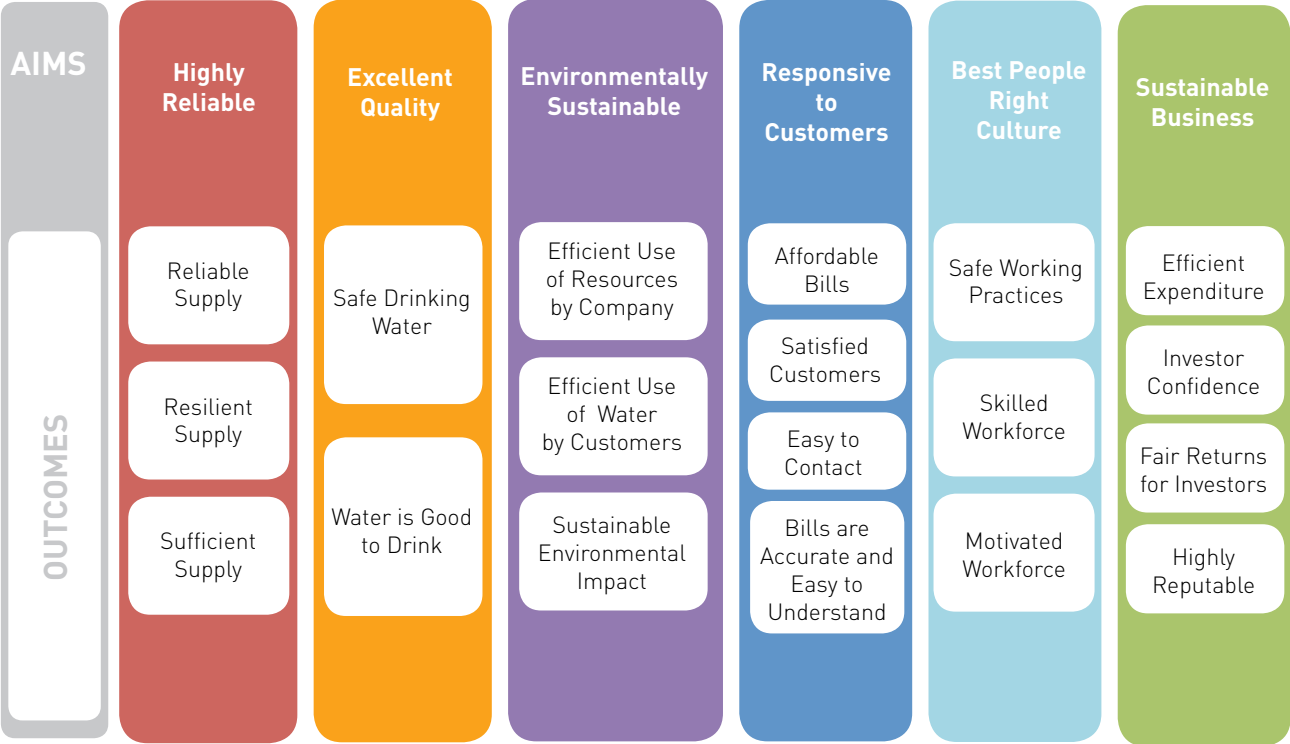 AIMS
Highly
Reliable
Excellent
Quality
Environmentally
Sustainable
Responsive
to
Customers
Best People
Right
Culture
Sustainable
Business
OUTCOMES
Reliable
Supply
Resilient
Supply
Sufficient
Supply
Safe Drinking
Water
Water is Good
to Drink
Efficient Use
of Resources
by Company
Efficient Use
of Water
by Customers
Sustainable
Environmental
Impact
Affordable
Bills
Satisfied
Customers
Easy to
Contact
Bills are
Accurate and
Easy to
Understand
Safe Working
Practices
Skilled
Workforce
Motivated
Workforce
Efficient
Expenditure
Investor
Confidence
Fair Returns
for Investors
Highly
Reputable